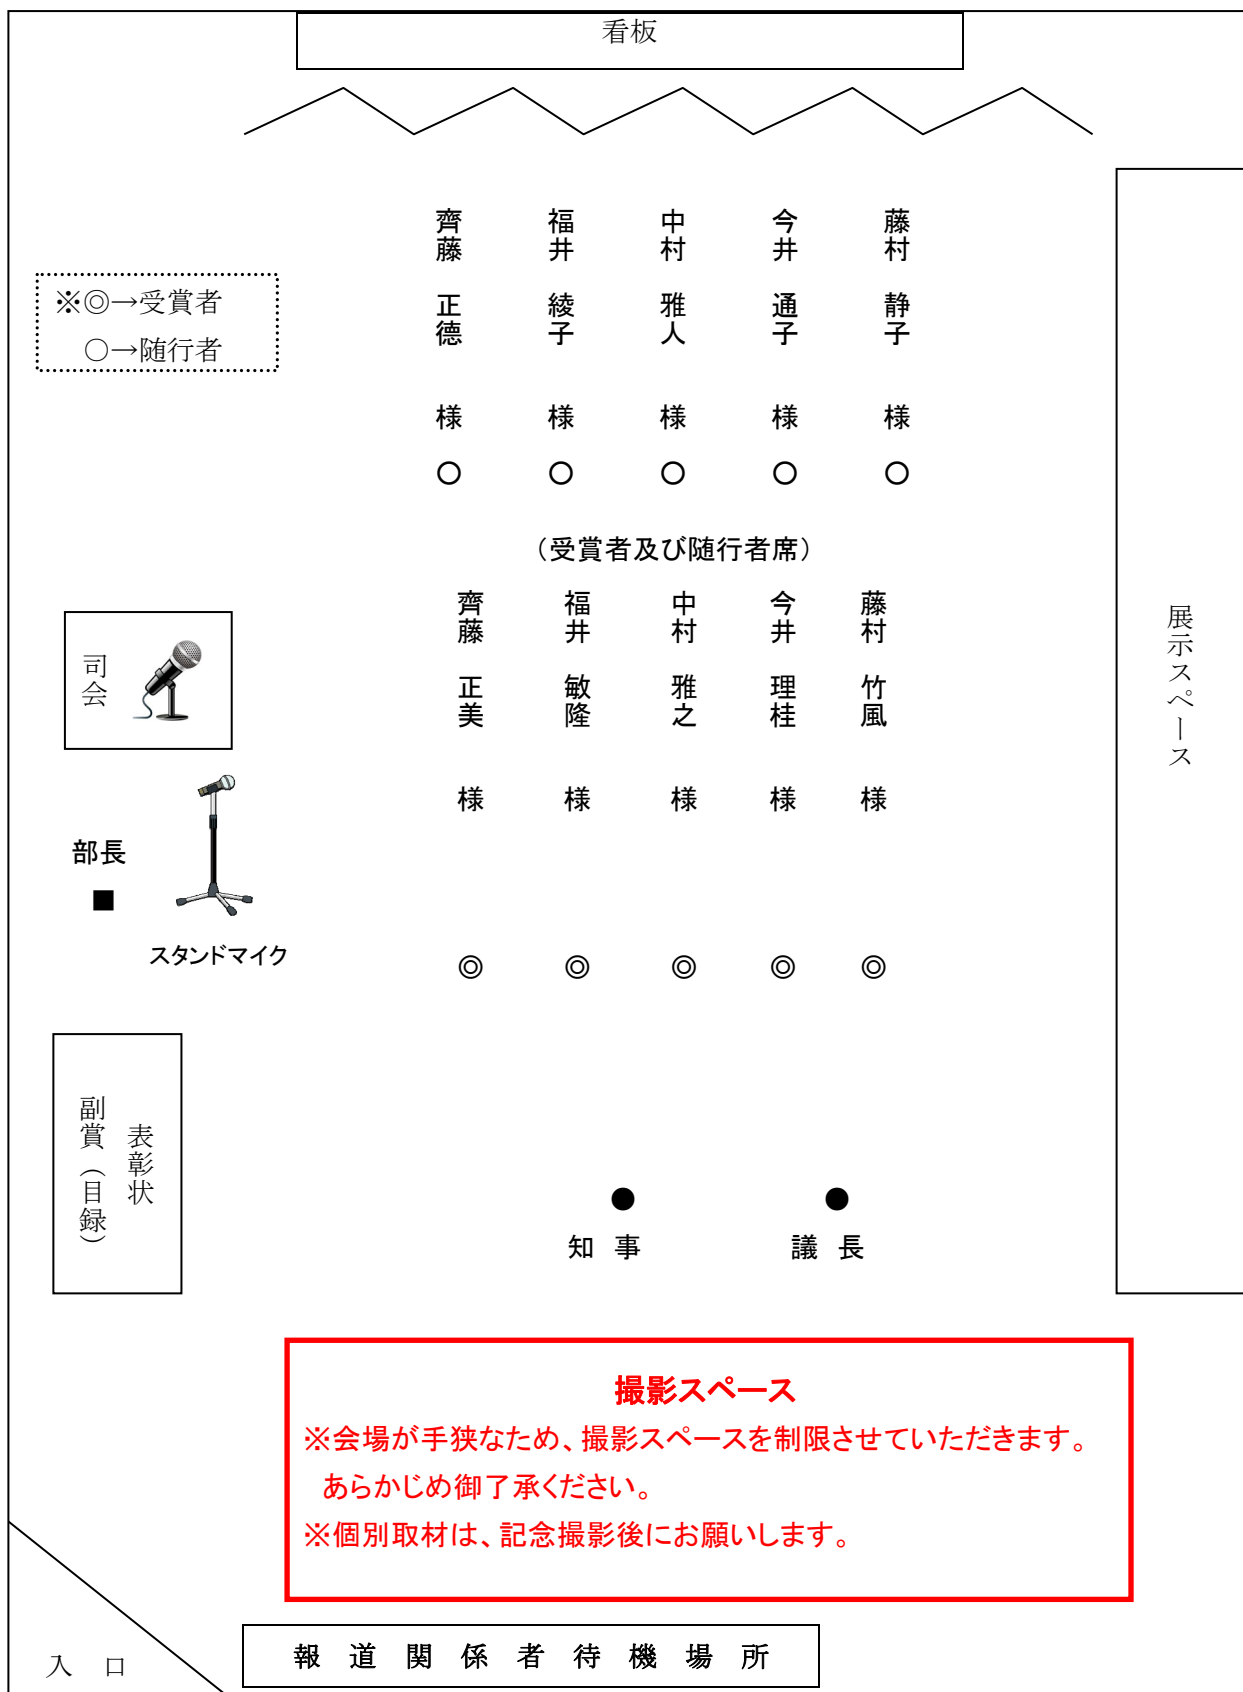 看板
齊藤 正德 様
福井 綾子 様
中村 雅人 様
今井 通子 様
藤村 静子 様
※◎→受賞者
○→随行者
○ ○ ○ ○ ○
（受賞者及び随行者席）
齊藤 正美 様
福井 敏隆 様
中村 雅之 様
今井 理桂 様
藤村 竹風 様
司会
部長
■
スタンドマイク
◎ ◎ ◎ ◎ ◎
展示スペース
表彰状
副賞（目録）
● ●
知 事
議 長
撮影スペース
※会場が手狭なため、撮影スペースを制限させていただきます。
あらかじめ御了承ください。
※個別取材は、記念撮影後にお願いします。
入 口
報 道 関 係 者 待 機 場 所